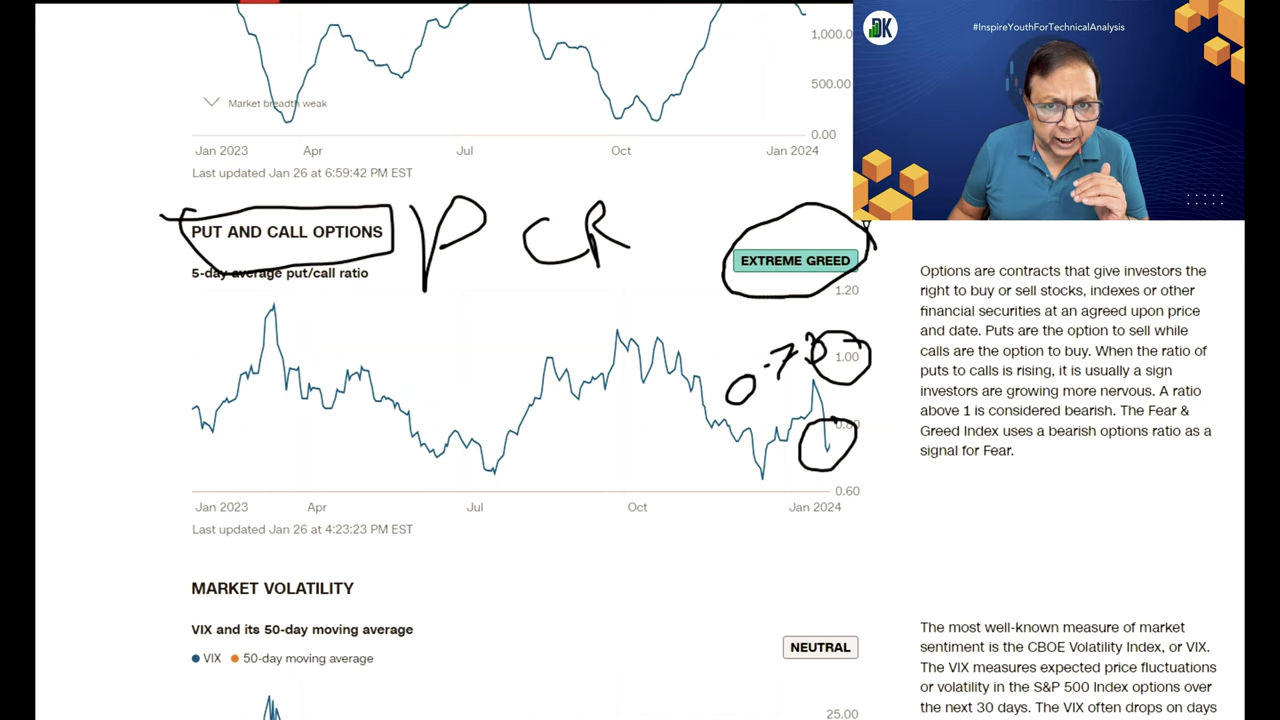 DK
#InspireYouthForTechnicalAnalysis
1,000.0
500.00
Market breadth weak
0.00
Jan 2023 Apr Jul Oct Jan 2024
Last updated Jan 26 at 6:59:42 PM EST
PUT AND CALL OPTIONS
PCR
EXTREME GREED
5-day average put/call ratio
1.20
1.00
0.80
0.60
Jan 2023 Apr Jul Oct Jan 2024
Last updated Jan 26 at 4:23:23 PM EST
Options are contracts that give investors the
right to buy or sell stocks, indexes or other
financial securities at an agreed upon price
and date. Puts are the option to sell while
calls are the option to buy. When the ratio of
puts to calls is rising, it is usually a sign
investors are growing more nervous. A ratio
above 1 is considered bearish. The Fear &
Greed Index uses a bearish options ratio as a
signal for Fear.
MARKET VOLATILITY
VIX and its 50-day moving average
NEUTRAL
VIX 50-day moving average
25.00
The most well-known measure of market
sentiment is the CBOE Volatility Index, or VIX.
The VIX measures expected price fluctuations
or volatility in the S&P 500 Index options over
the next 30 days. The VIX often drops on days